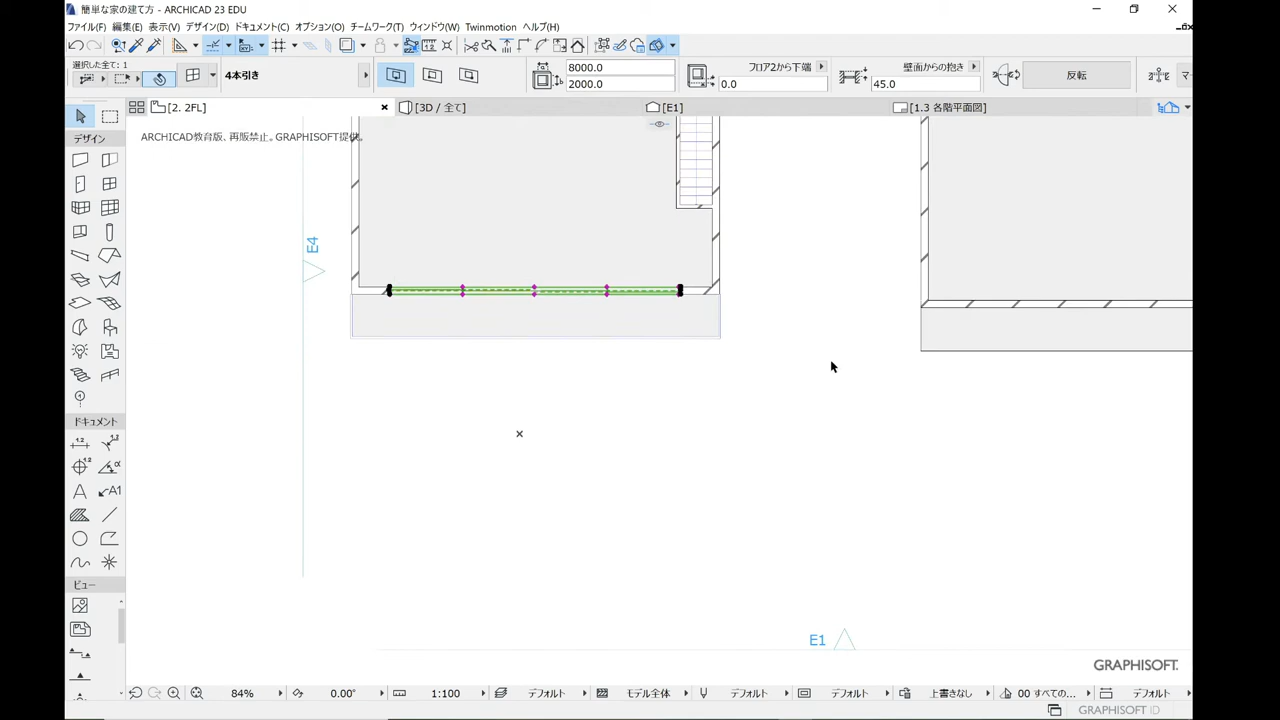 簡単な家の建て方 - ARCHICAD 23 EDU
ファイル(F) 編集(E) 表示(V) デザイン(D) ドキュメント(C) オプション(O) チームワーク(T) ウィンドウ(W) Twinmotion ヘルプ(H)
選択した全て: 1
4本引き
8000.0
2000.0
フロア2から下端
0.0
壁面からの抱き
45.0
反転
マ
[2. 2FL]
[3D / 全て]
[E1]
[1.3 各階平面図]
デザイン
ARCHICAD教育版、再販禁止。GRAPHISOFT提供。
E4
ドキュメント
A1
ビュー
E1
GRAPHISOFT.
84%
0.00°
1:100
デフォルト
モデル全体
デフォルト
デフォルト
上書きなし
00 すべての...
デフォルト
GRAPHISOFT ID